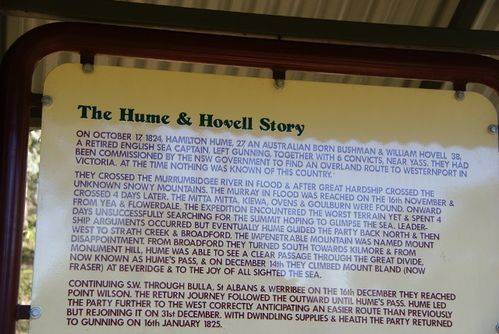 The Hume & Hovell Story
ON OCTOBER 17 1824, HAMILTON HUME, 27 AN AUSTRALIAN BORN BUSHMAN & WILLIAM HOVELL 38,
A RETIRED ENGLISH SEA CAPTAIN, LEFT GUNNING, TOGETHER WITH 6 CONVICTS, NEAR YASS. THEY HAD
BEEN COMMISSIONED BY THE NSW GOVERNMENT TO FIND AN OVERLAND ROUTE TO WESTERNPORT IN
VICTORIA. AT THE TIME NOTHING WAS KNOWN OF THIS COUNTRY.
THEY CROSSED THE MURRUMBIDGEE RIVER IN FLOOD & AFTER GREAT HARDSHIP CROSSED THE
UNKNOWN SNOWY MOUNTAINS. THE MURRAY IN FLOOD WAS REACHED ON THE 16th NOVEMBER &
CROSSED 4 DAYS LATER. THE MITTA MITTA, KIEWA, OVENS & GOULBURN WERE FOUND. ONWARD
FROM YEA & FLOWERDALE. THE EXPEDITION ENCOUNTERED THE WORST TERRAIN YET & SPENT 4
DAYS UNSUCCESSFULLY SEARCHING FOR THE SUMMIT HOPING TO GLIMPSE THE SEA. LEADER-
SHIP ARGUMENTS OCCURRED BUT EVENTUALLY HUME GUIDED THE PARTY BACK NORTH & THEN
WEST TO STRATH CREEK & BROADFORD. THE IMPENETRABLE MOUNTAIN WAS NAMED MOUNT
DISAPPOINTMENT. FROM BROADFORD THEY TURNED SOUTH TOWARDS KILMORE & FROM
MONUMENT HILL, HUME WAS ABLE TO SEE A CLEAR PASSAGE THROUGH THE GREAT DIVIDE
NOW KNOWN AS HUME'S PASS, & ON DECEMBER 14th THEY CLIMBED MOUNT BLAND (NOW
FRASER) AT BEVERIDGE & TO THE JOY OF ALL SIGHTED THE SEA.
CONTINUING S.W. THROUGH BULLA, St ALBANS & WERRIBEE ON THE 16th DECEMBER THEY REACHED
POINT WILSON. THE RETURN JOURNEY FOLLOWED THE OUTWARD UNTIL HUME'S PASS. HUME LED
THE PARTY FURTHER TO THE WEST CORRECTLY ANTICIPATING AN EASIER ROUTE THAN PREVIOUSLY
BUT REJOINING IT ON 31st DECEMBER. WITH DWINDLING SUPPLIES & HEALTH THE PARTY RETURNED
TO GUNNING ON 16th JANUARY 1825.